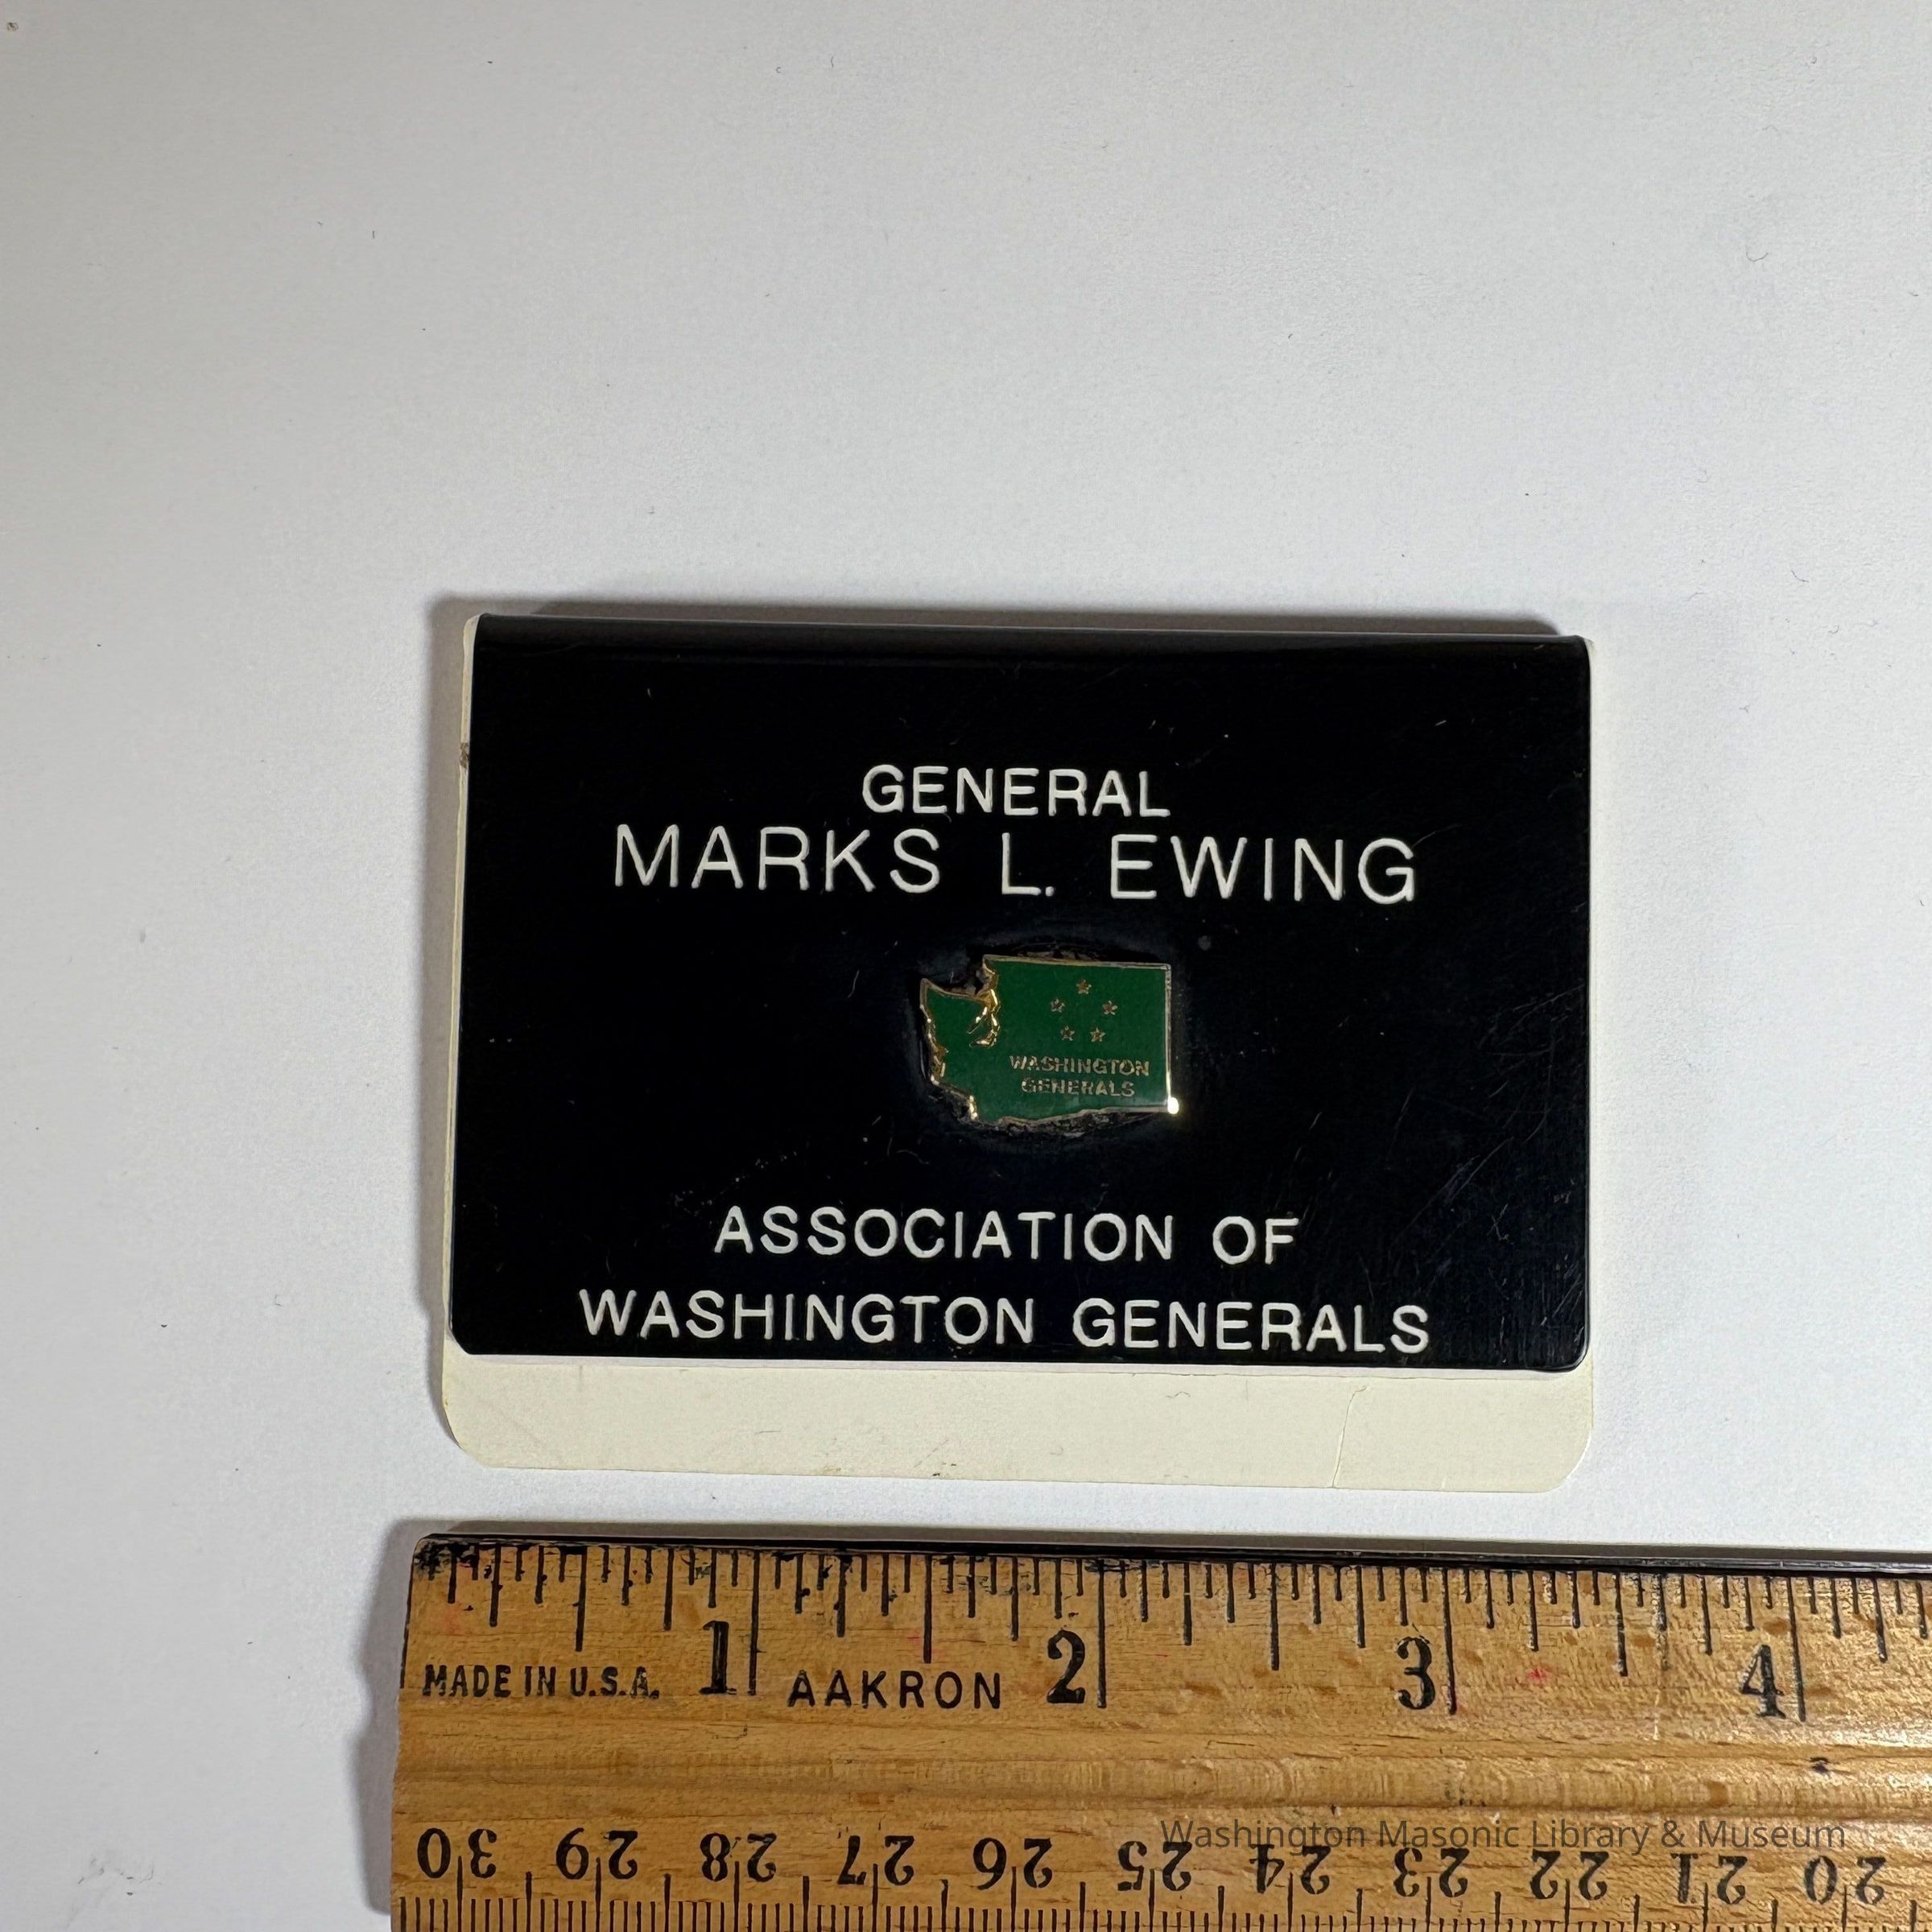 GENERAL
MARKS L. EWING
WASHINGTON
GENERALS
ASSOCIATION OF
WASHINGTON GENERALS
1 2 3 4
MADE IN U.S.A. AAKRON
Washington Masonic Library & Museum
30 29 28 27 26 25 24 23 22 21 20